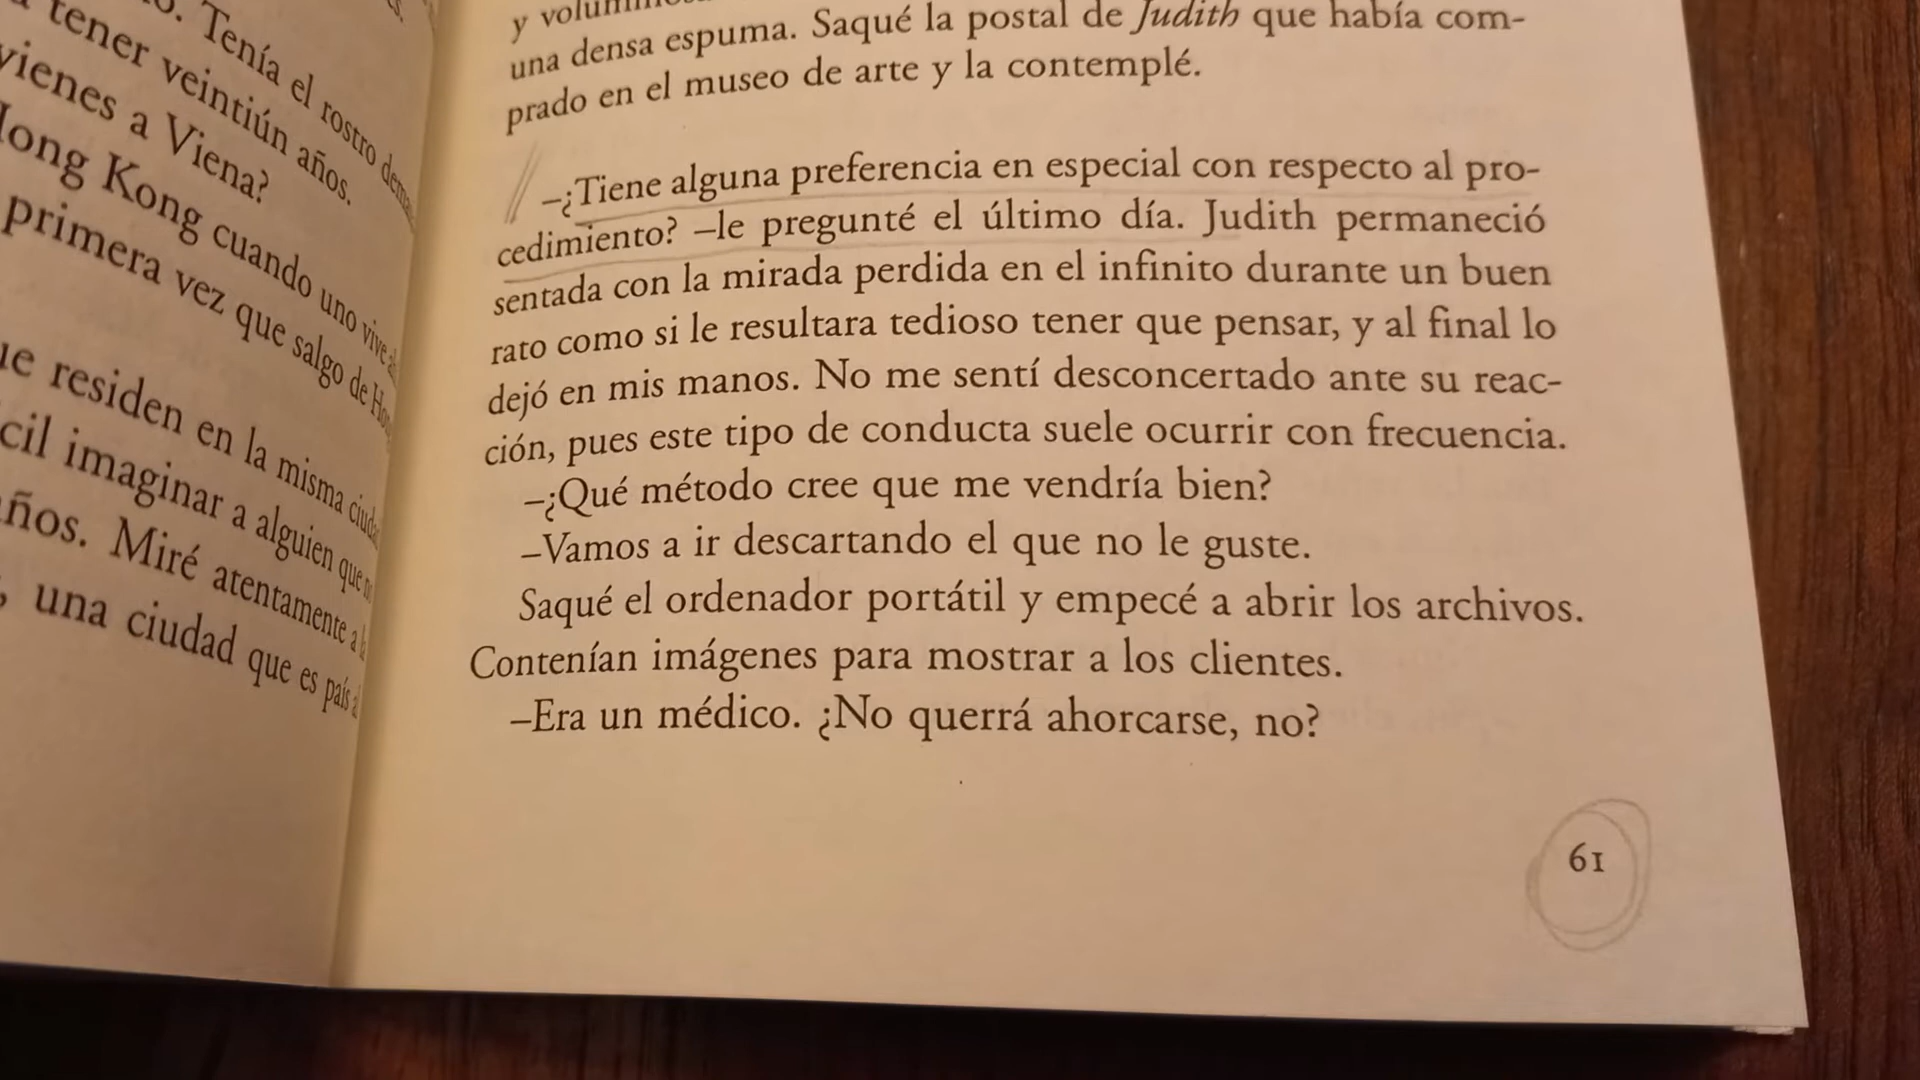 Tenía el rostro
tener veintiún años.
vienes a Viena?
Kong cuando uno vive
primera vez que salgo de
residen en la misma
imaginar a alguien que
Miré atentamente a
una ciudad que es país
y
una densa espuma. Saqué la postal de Judith que había com-
prado en el museo de arte y la contemplé.
–¿Tiene alguna preferencia en especial con respecto al pro-
cedimiento? –le pregunté el último día. Judith permaneció
sentada con la mirada perdida en el infinito durante un buen
rato como si le resultara tedioso tener que pensar, y al final lo
dejó en mis manos. No me sentí desconcertado ante su reac-
ción, pues este tipo de conducta suele ocurrir con frecuencia.
–¿Qué método cree que me vendría bien?
–Vamos a ir descartando el que no le guste.
Saqué el ordenador portátil y empecé a abrir los archivos.
Contenían imágenes para mostrar a los clientes.
–Era un médico. ¿No querrá ahorcarse, no?
61